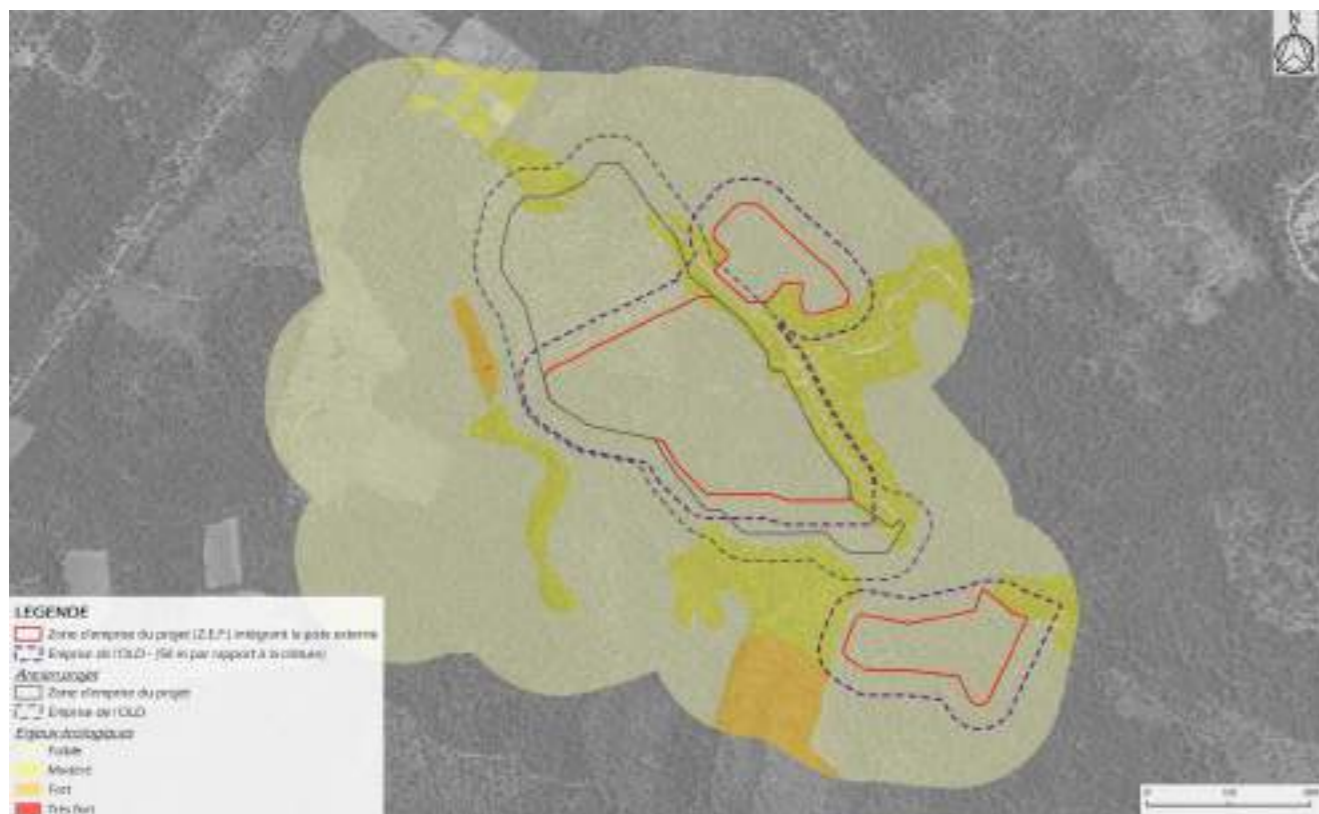 N
LEGENDE
Zone d'emprise du projet (Z.E.P.) intégrant la piste externe
Emprise de l'OLD - (50 m par rapport à la clôture)
Ancien projet
Zone d'emprise du projet
Emprise de l'OLD
Enjeux écologiques
Faible
Modéré
Fort
Très fort
0